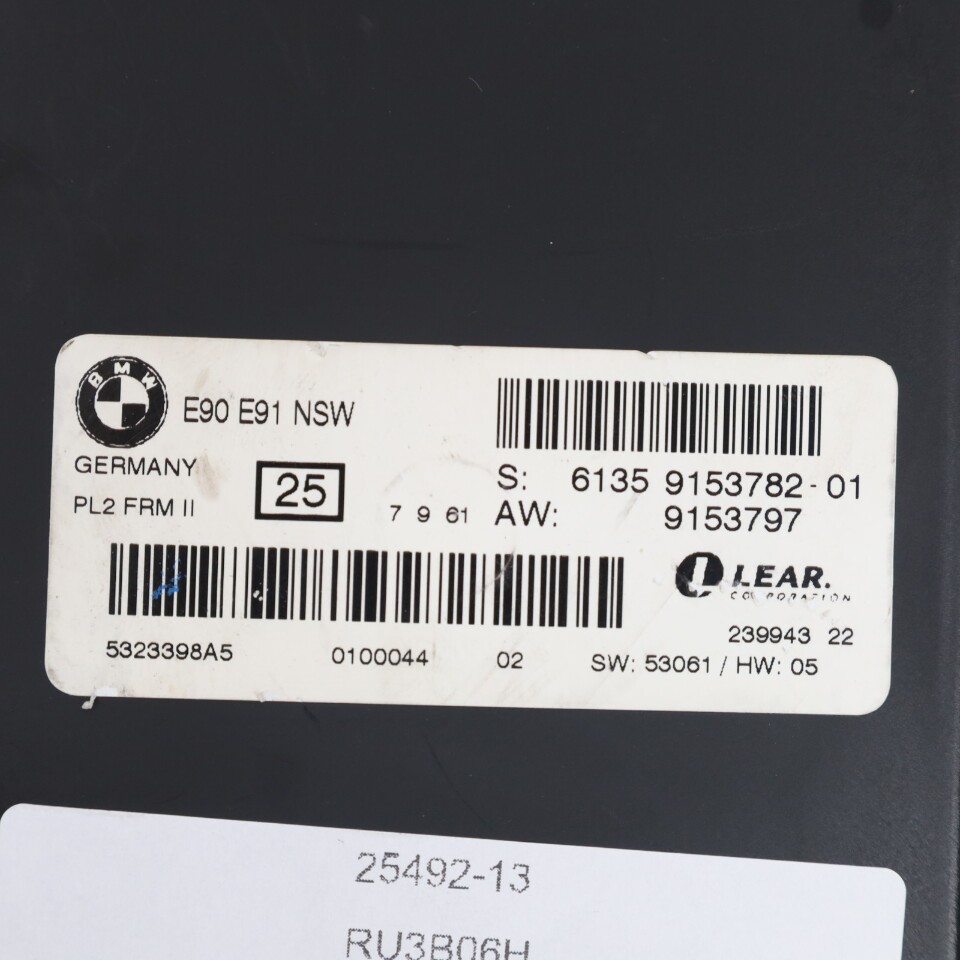 BMW
E90 E91 NSW
GERMANY
PL2 FRM II
25
7 9 61
S: 6135 9153782-01
AW: 9153797
LEAR.
CORPORATION
239943 22
5323398A5 0100044 02 SW: 53061 / HW: 05
25492-13
RU3B06H